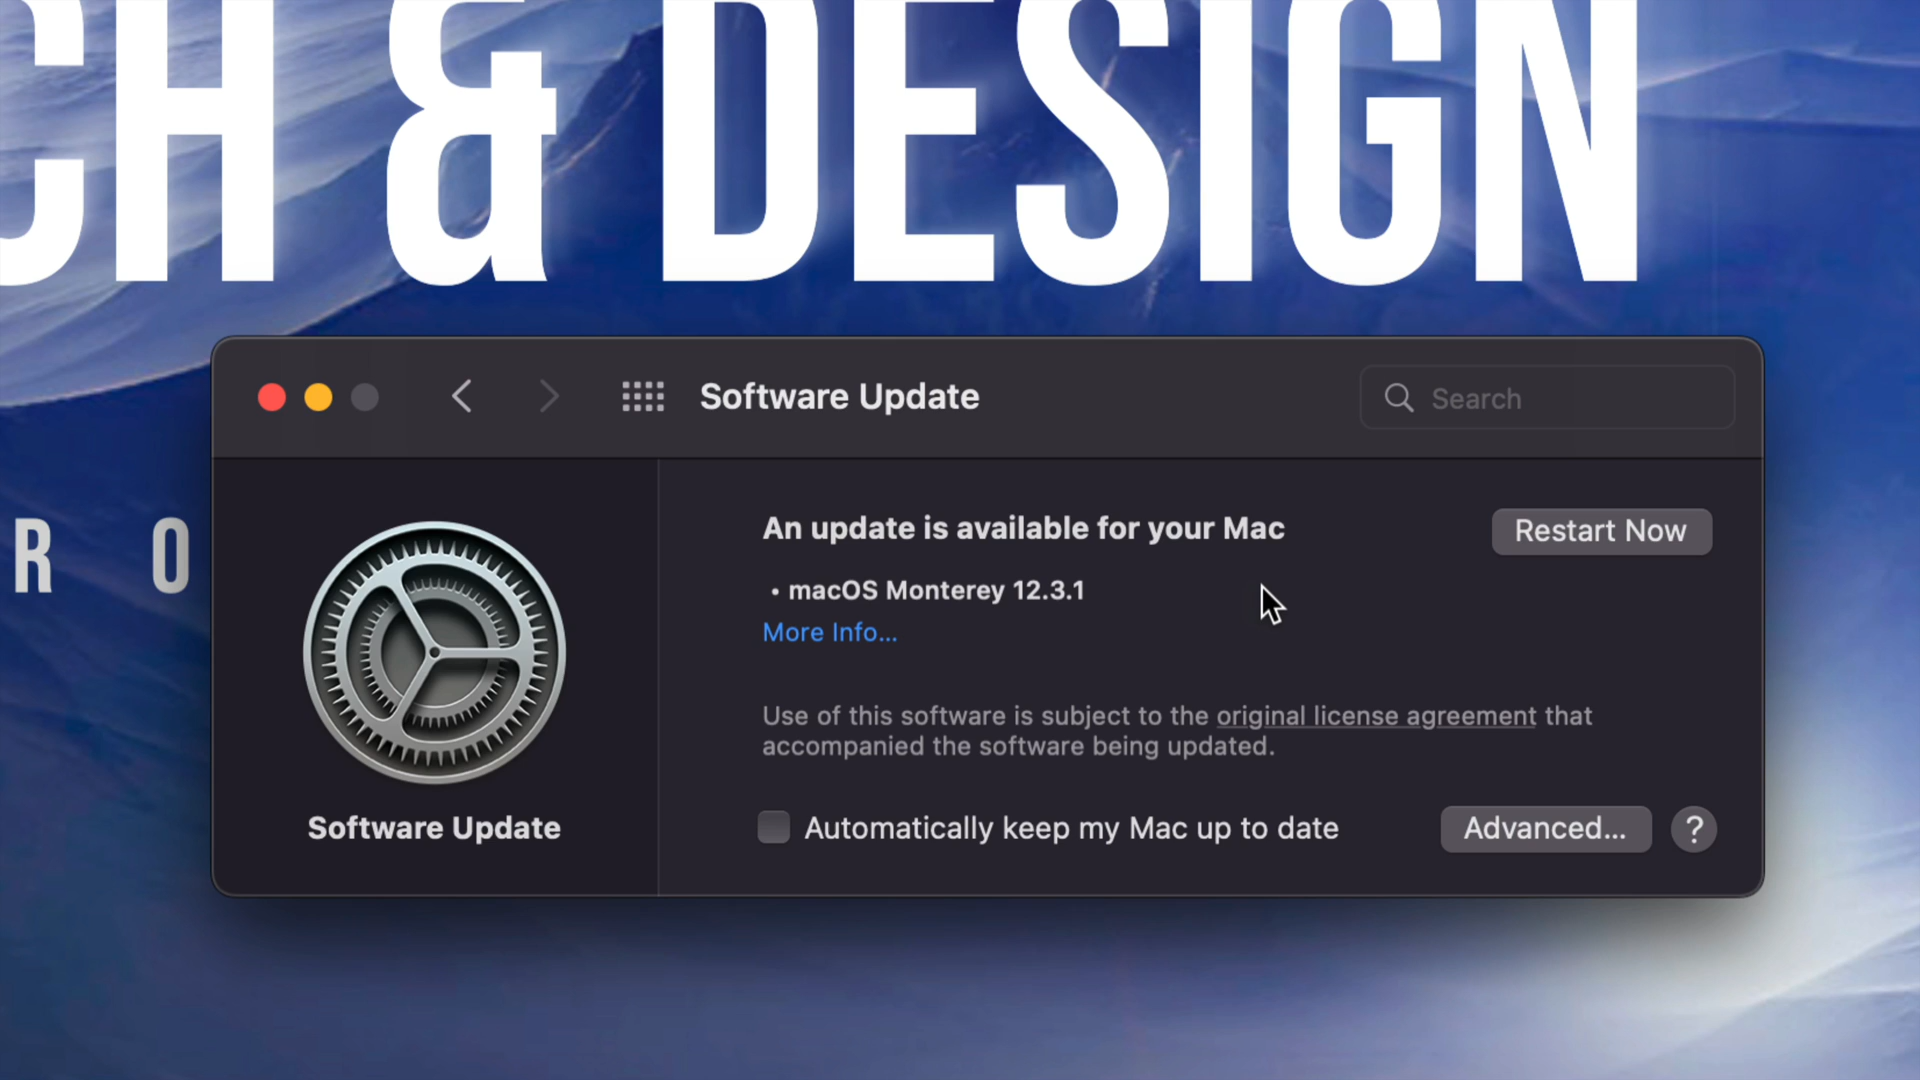 CH & DESIGN
R O
Software Update
Search
An update is available for your Mac
Restart Now
• macOS Monterey 12.3.1
More Info...
Use of this software is subject to the original license agreement that
accompanied the software being updated.
Software Update
Automatically keep my Mac up to date
Advanced...
?